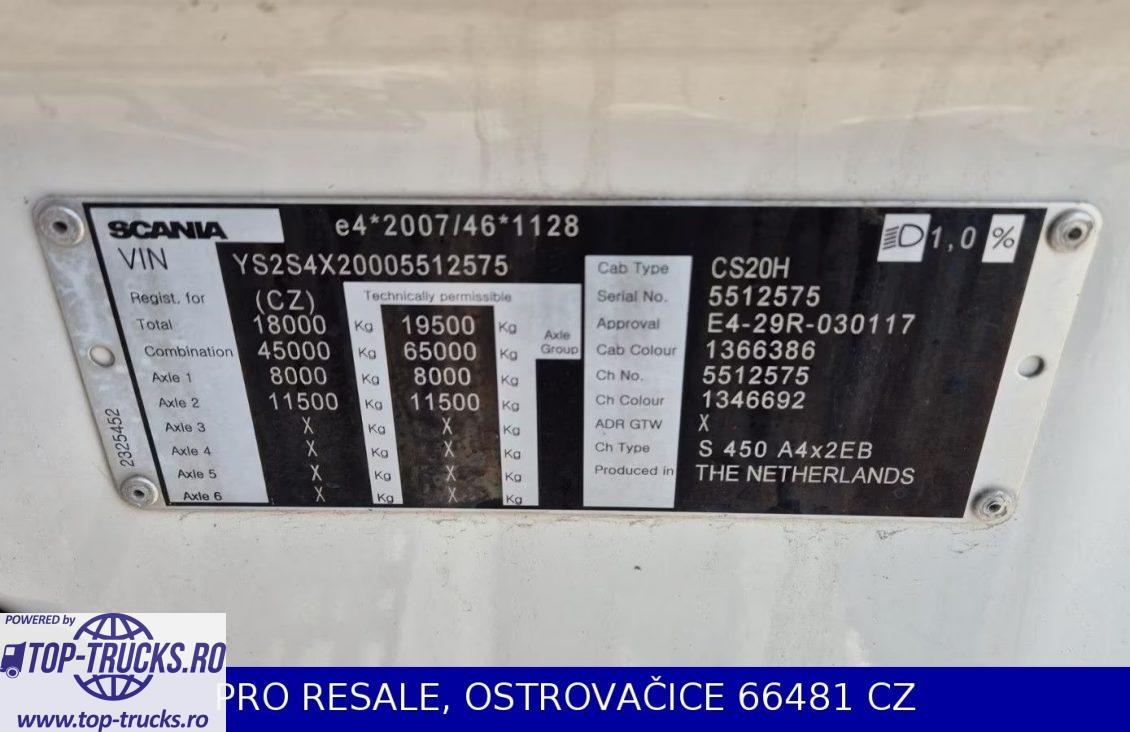 SCANIA e4*2007/46*1128 1,0 %
VIN YS2S4X20005512575
Regist. for (CZ) Technically permissible
Total 18000 Kg 19500 Kg Axle Group
Combination 45000 Kg 65000 Kg
Axle 1 8000 Kg 8000 Kg
Axle 2 11500 Kg 11500 Kg
Axle 3 X Kg X Kg
Axle 4 X Kg X Kg
Axle 5 X Kg X Kg
Axle 6 X Kg X Kg
2325452
Cab Type CS20H
Serial No. 5512575
Approval E4-29R-030117
Cab Colour 1366386
Ch No. 5512575
Ch Colour 1346692
ADR GTW X
Ch Type S 450 A4x2EB
Produced in THE NETHERLANDS
POWERED by
TOP-TRUCKS.RO
www.top-trucks.ro
PRO RESALE, OSTROVAČICE 66481 CZ